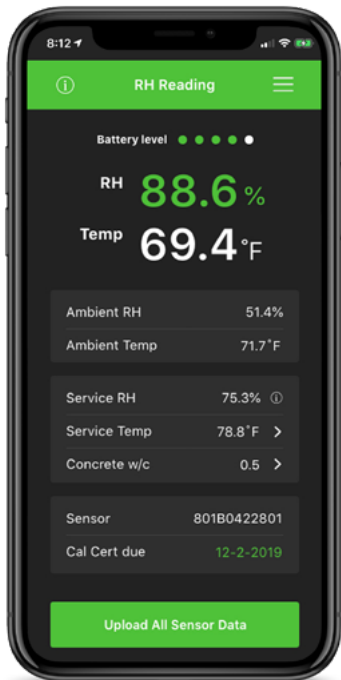 8:12
RH Reading
Battery level
RH 88.6%
Temp 69.4°F
Ambient RH 51.4%
Ambient Temp 71.7°F
Service RH 75.3%
Service Temp 78.8°F >
Concrete w/c 0.5 >
Sensor 801B0422801
Cal Cert due 12-2-2019
Upload All Sensor Data